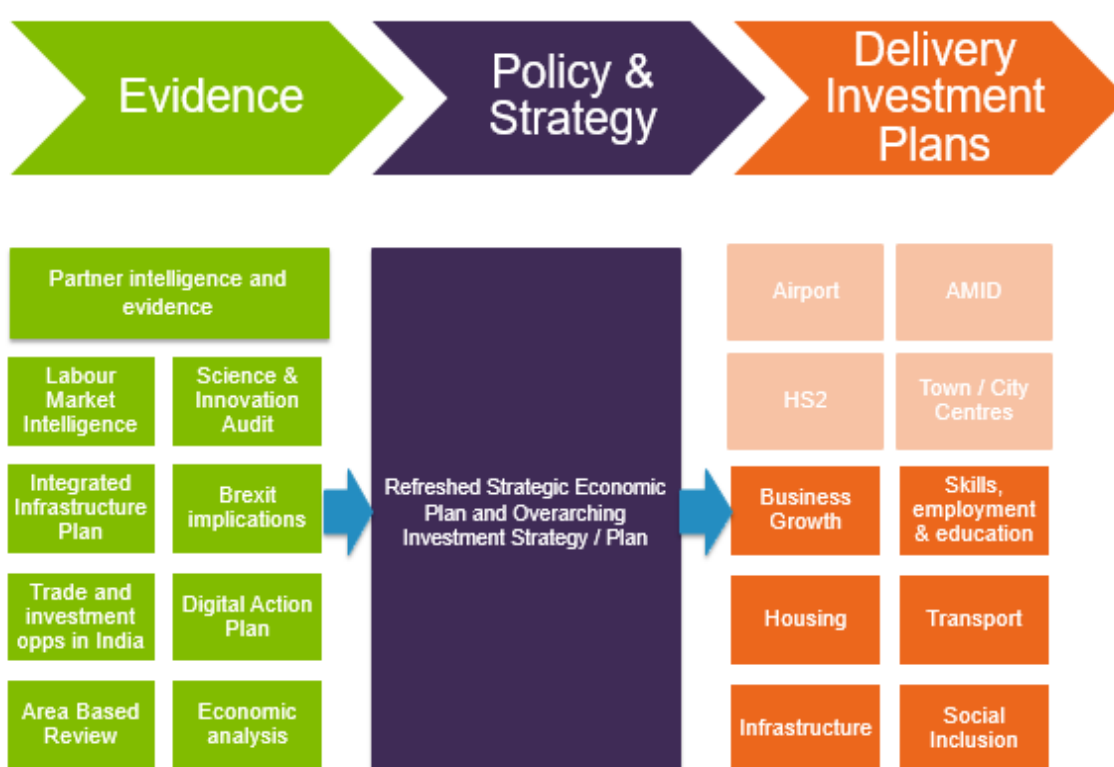 Evidence
Policy &
Strategy
Delivery
Investment
Plans
Partner intelligence and
evidence
Labour
Market
Intelligence
Science &
Innovation
Audit
Integrated
Infrastructure
Plan
Brexit
implications
Trade and
investment
opps in India
Digital Action
Plan
Area Based
Review
Economic
analysis
Refreshed Strategic Economic
Plan and Overarching
Investment Strategy / Plan
Airport
AMID
HS2
Town / City
Centres
Business
Growth
Skills,
employment
& education
Housing
Transport
Infrastructure
Social
Inclusion